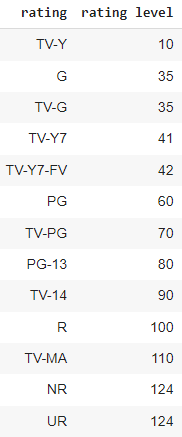 rating rating level
TV-Y 10
G 35
TV-G 35
TV-Y7 41
TV-Y7-FV 42
PG 60
TV-PG 70
PG-13 80
TV-14 90
R 100
TV-MA 110
NR 124
UR 124